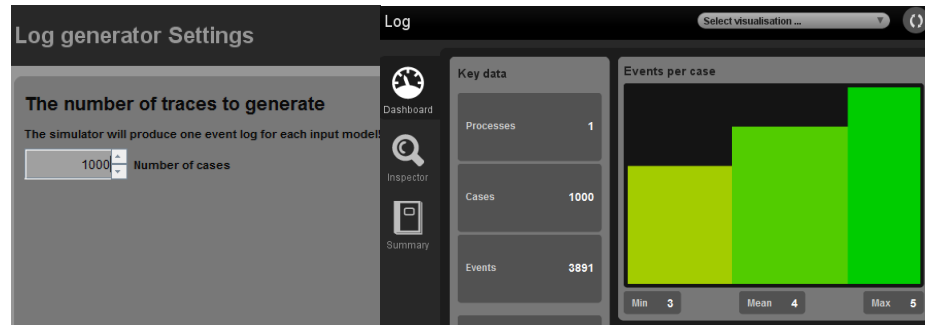 Log generator Settings
The number of traces to generate
The simulator will produce one event log for each input model!
1000 Number of cases
Log
Select visualisation ...
Dashboard
Inspector
Summary
Key data
Processes 1
Cases 1000
Events 3891
Events per case
Min 3 Mean 4 Max 5